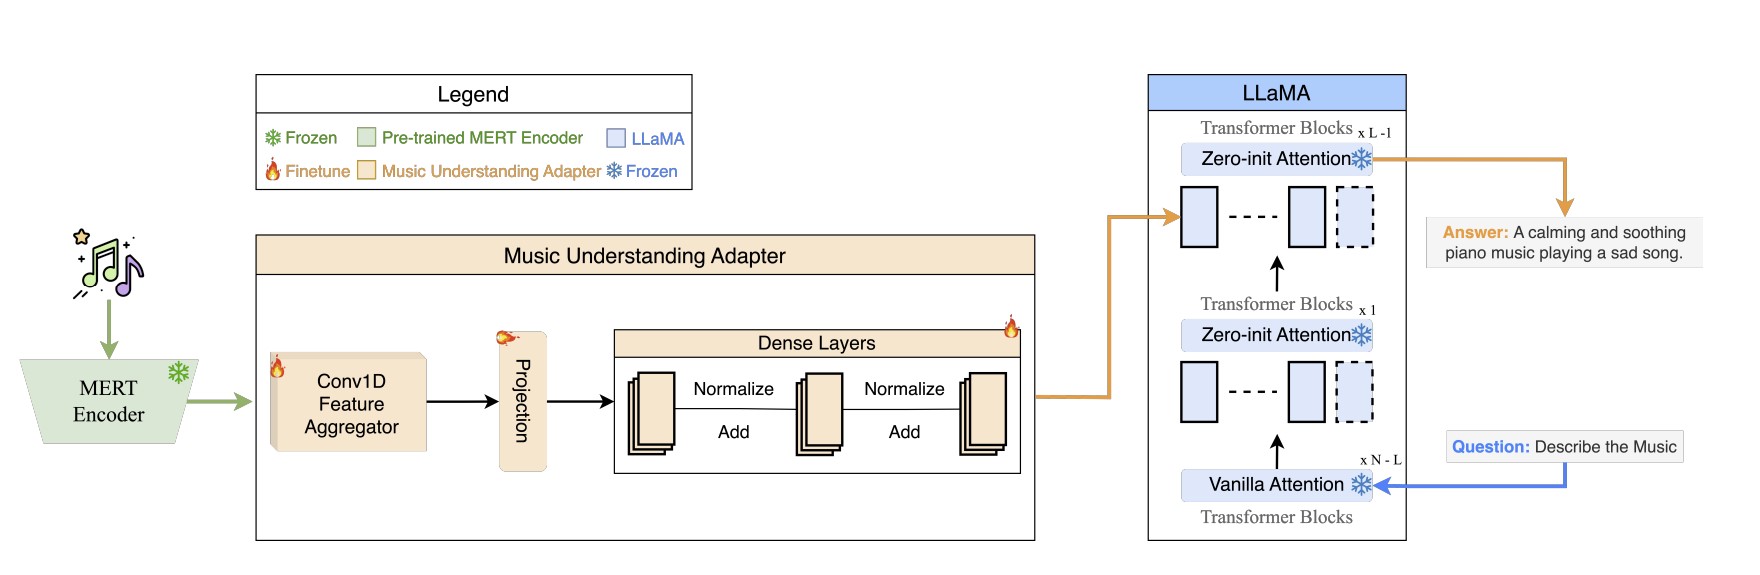 Legend
Frozen
Pre-trained MERT Encoder
LLaMA
Finetune
Music Understanding Adapter
Frozen
MERT
Encoder
Music Understanding Adapter
Conv1D
Feature
Aggregator
Projection
Dense Layers
Normalize
Add
Normalize
Add
LLaMA
Transformer Blocks x L -1
Zero-init Attention
Transformer Blocks x 1
Zero-init Attention
x N - L
Vanilla Attention
Transformer Blocks
Answer: A calming and soothing
piano music playing a sad song.
Question: Describe the Music